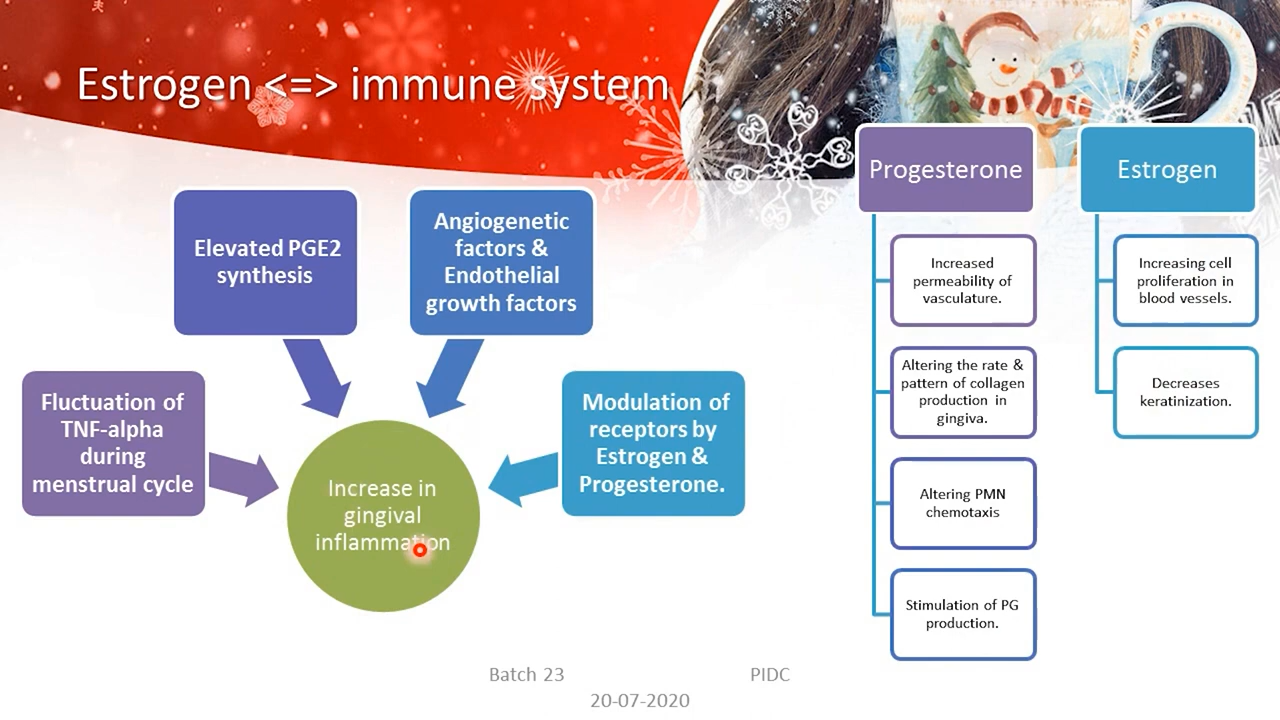 Estrogen <=> immune system
Elevated PGE2
synthesis
Angiogenetic
factors &
Endothelial
growth factors
Fluctuation of
TNF-alpha
during
menstrual cycle
Modulation of
receptors by
Estrogen &
Progesterone.
Increase in
gingival
inflammation
Progesterone
Increased
permeability of
vasculature.
Altering the rate &
pattern of collagen
production in
gingiva.
Altering PMN
chemotaxis
Stimulation of PG
production.
Estrogen
Increasing cell
proliferation in
blood vessels.
Decreases
keratinization.
Batch 23 PIDC
20-07-2020